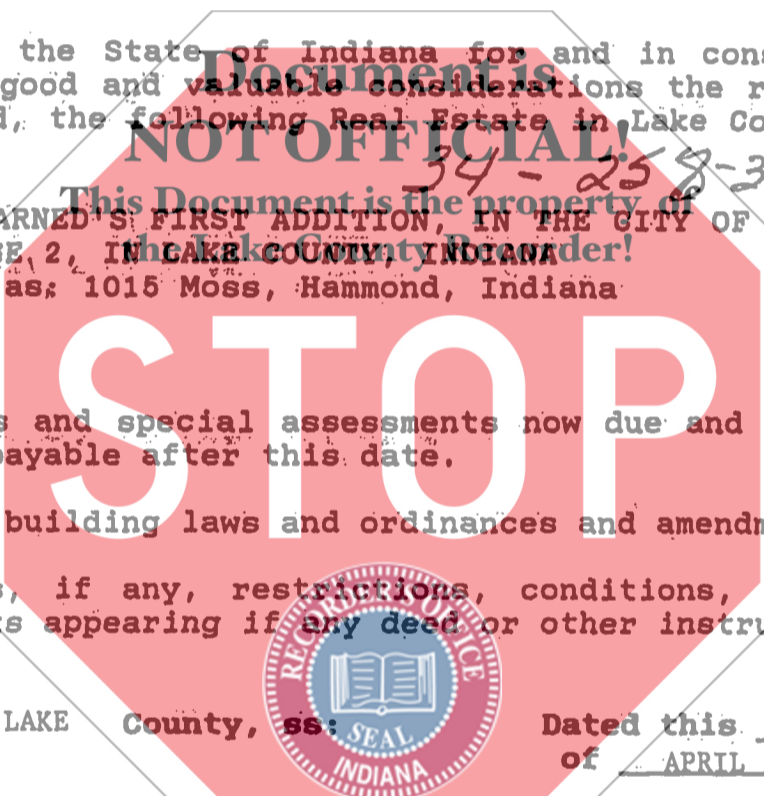 the State of Indiana for and in cons
Document is
good and valuable considerations the r
d, the following Real Estate in Lake Co
NOT OFFICIAL!
34 - 258-3
This Document is the property of
ARNED'S FIRST ADDITION, IN THE CITY OF
E 2, IN LAKE COUNTY, INDIANA
the Lake County Recorder!
as: 1015 Moss, Hammond, Indiana
STOP
s and special assessments now due and
payable after this date.
building laws and ordinances and amendm
s, if any, restrictions, conditions,
ts appearing if any deed or other instru
RECORDER'S OFFICE
SEAL
INDIANA
LAKE County, ss: Dated this
of APRIL